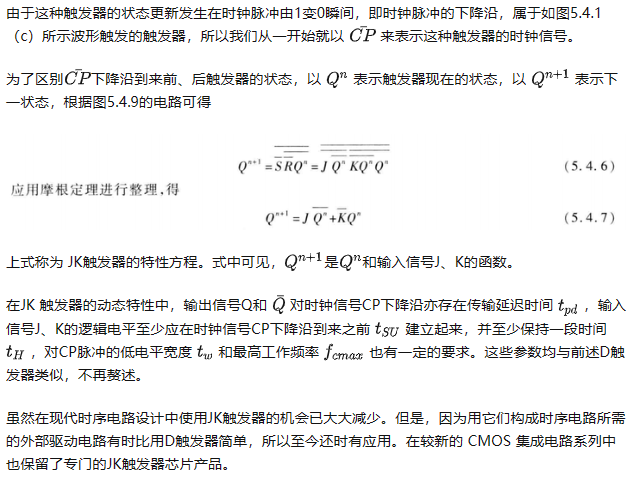 由于这种触发器的状态更新发生在时钟脉冲由1变0瞬间，即时钟脉冲的下降沿，属于如图5.4.1
（c）所示波形触发的触发器，所以我们从一开始就以 $\bar{CP}$ 来表示这种触发器的时钟信号。
为了区别$\bar{CP}$下降沿到来前、后触发器的状态，以 $Q^n$ 表示触发器现在的状态，以 $Q^{n+1}$ 表示下
一状态，根据图5.4.9的电路可得
$Q^{n+1}=\overline{\overline{S}\,\overline{\overline{R}Q^n}}=\overline{\overline{J\,\overline{Q^n}}\,\overline{\overline{KQ^n}Q^n}}$ (5.4.6)
应用摩根定理进行整理,得
$Q^{n+1}=J\,\overline{Q^n}+\overline{K}Q^n$ (5.4.7)
上式称为 JK触发器的特性方程。式中可见，$Q^{n+1}$是$Q^n$和输入信号J、K的函数。
在JK 触发器的动态特性中，输出信号Q和 $\bar{Q}$ 对时钟信号CP下降沿亦存在传输延迟时间 $t_{pd}$ ，输入
信号J、K的逻辑电平至少应在时钟信号CP下降沿到来之前 $t_{SU}$ 建立起来，并至少保持一段时间
$t_H$ ，对CP脉冲的低电平宽度 $t_w$ 和最高工作频率 $f_{cmax}$ 也有一定的要求。这些参数均与前述D触
发器类似，不再赘述。
虽然在现代时序电路设计中使用JK触发器的机会已大大减少。但是，因为用它们构成时序电路所需
的外部驱动电路有时比用D触发器简单，所以至今还时有应用。在较新的 CMOS 集成电路系列中
也保留了专门的JK触发器芯片产品。